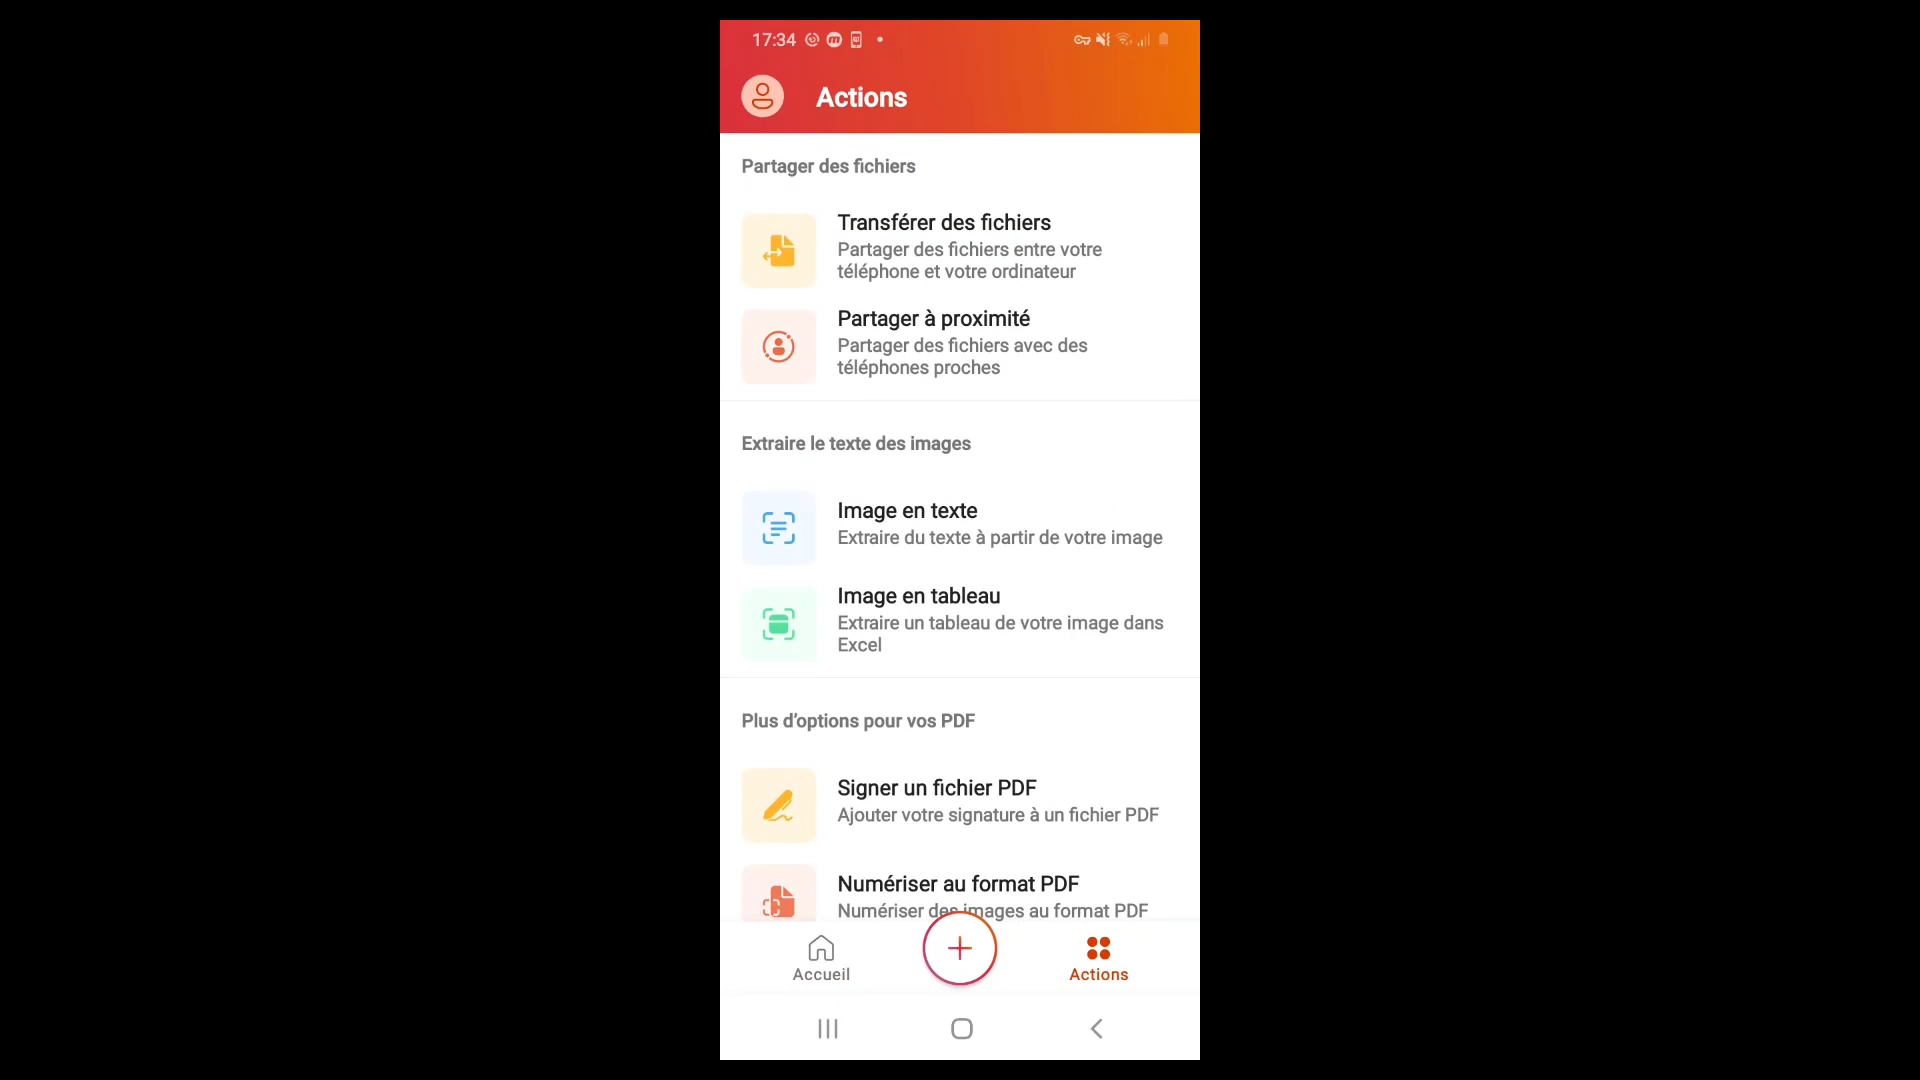 17:34
Actions
Partager des fichiers
Transférer des fichiers
Partager des fichiers entre votre
téléphone et votre ordinateur
Partager à proximité
Partager des fichiers avec des
téléphones proches
Extraire le texte des images
Image en texte
Extraire du texte à partir de votre image
Image en tableau
Extraire un tableau de votre image dans
Excel
Plus d’options pour vos PDF
Signer un fichier PDF
Ajouter votre signature à un fichier PDF
Numériser au format PDF
Numériser des images au format PDF
Accueil
Actions